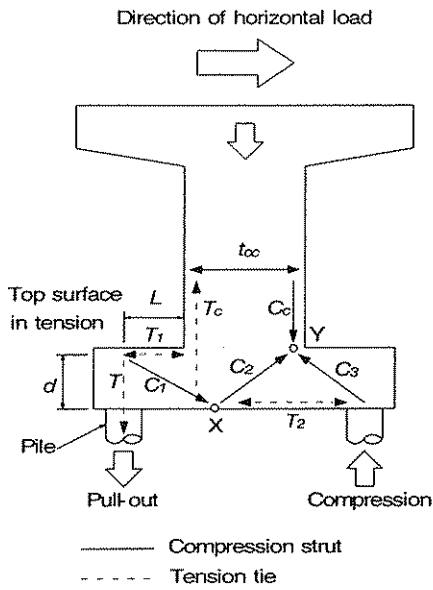 Direction of horizontal load
t_cc
Top surface
in tension
L
T_c
C_c
Y
T_1
d
T
C_1
C_2
C_3
T_2
X
Pile
Pull-out
Compression
Compression strut
Tension tie